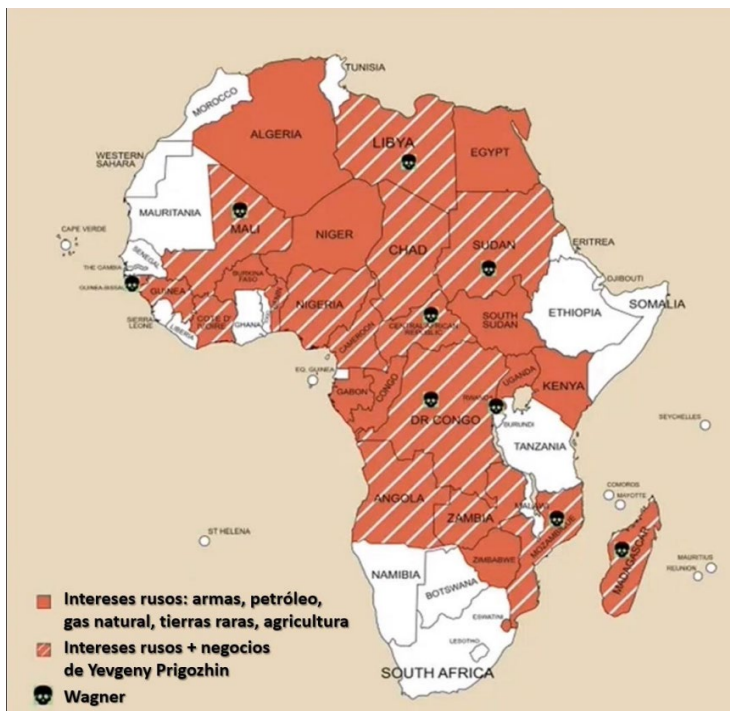 TUNISIA
MOROCCO
ALGERIA
LIBYA
EGYPT
WESTERN
SAHARA
MAURITANIA
MALI
NIGER
CHAD
SUDAN
ERITREA
CAPE VERDE
SENEGAL
THE GAMBIA
GUINEA-BISSAU
GUINEA
BURKINA
FASO
DJIBOUTI
SIERRA
LEONE
LIBERIA
COTE D'
IVOIRE
GHANA
NIGERIA
CAMEROON
CENTRAL AFRICAN
REPUBLIC
SOUTH
SUDAN
ETHIOPIA
SOMALIA
EQ. GUINEA
GABON
CONGO
DR CONGO
UGANDA
RWANDA
KENYA
BURUNDI
TANZANIA
SEYCHELLES
COMOROS
MAYOTTE
ANGOLA
ZAMBIA
MALAWI
MOZAMBIQUE
MADAGASCAR
ST HELENA
ZIMBABWE
MAURITIUS
REUNION
NAMIBIA
BOTSWANA
ESWATINI
LESOTHO
SOUTH AFRICA
Intereses rusos: armas, petróleo,
gas natural, tierras raras, agricultura
Intereses rusos + negocios
de Yevgeny Prigozhin
Wagner